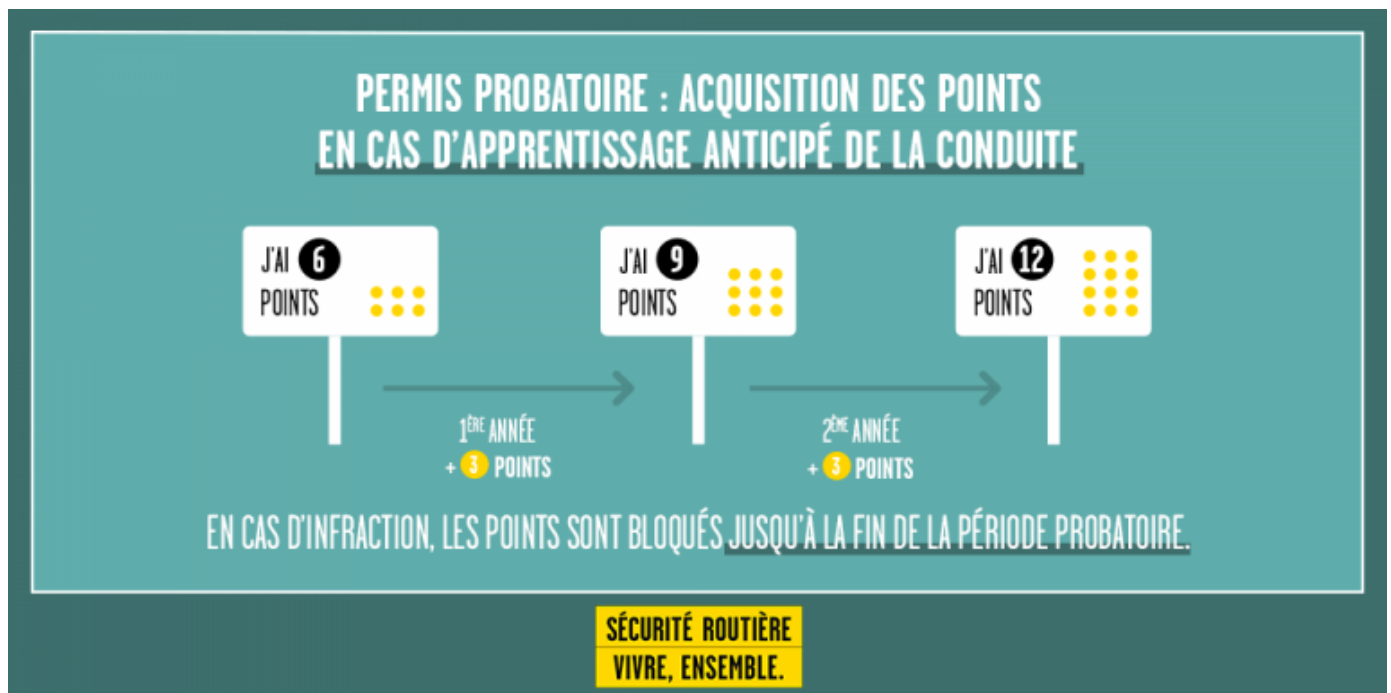 PERMIS PROBATOIRE : ACQUISITION DES POINTS
EN CAS D'APPRENTISSAGE ANTICIPÉ DE LA CONDUITE
J'AI 6
POINTS
J'AI 9
POINTS
J'AI 12
POINTS
1ÈRE ANNÉE
+ 3 POINTS
2ÈME ANNÉE
+ 3 POINTS
EN CAS D'INFRACTION, LES POINTS SONT BLOQUÉS JUSQU'À LA FIN DE LA PÉRIODE PROBATOIRE.
SÉCURITÉ ROUTIÈRE
VIVRE, ENSEMBLE.